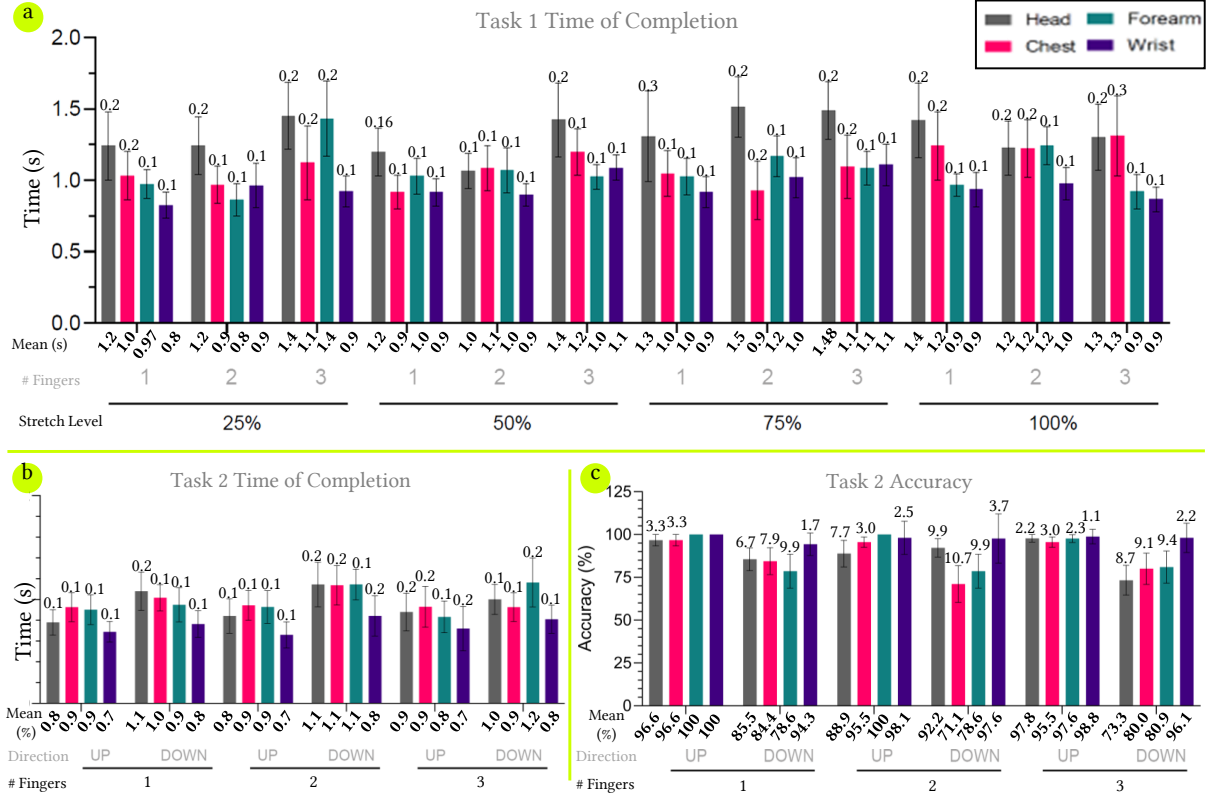 a
Task 1 Time of Completion
Head
Forearm
Chest
Wrist
Time (s)
2.0
1.5
1.0
0.5
0.0
0.2 0.2 0.1 0.1 0.2 0.1 0.1 0.1 0.2 0.2 0.2 0.1 0.16 0.1 0.1 0.1 0.1 0.1 0.1 0.1 0.2 0.1 0.1 0.1 0.3 0.1 0.1 0.1 0.2 0.2 0.1 0.1 0.2 0.2 0.1 0.1 0.2 0.2 0.1 0.1 0.2 0.2 0.1 0.1 0.2 0.3 0.1 0.1
Mean (s) 1.2 1.0 0.97 0.8 1.2 0.9 0.8 0.9 1.4 1.1 1.4 0.9 1.2 0.9 1.0 0.9 1.0 1.1 1.0 0.9 1.4 1.2 1.0 1.1 1.3 1.0 1.0 0.9 1.5 0.9 1.2 1.0 1.48 1.1 1.1 1.1 1.4 1.2 0.9 0.9 1.2 1.2 1.2 1.0 1.3 1.3 0.9 0.9
# Fingers 1 2 3 1 2 3 1 2 3 1 2 3
Stretch Level 25% 50% 75% 100%
b
Task 2 Time of Completion
Time (s)
0.1 0.1 0.1 0.1 0.2 0.1 0.1 0.1 0.1 0.1 0.1 0.1 0.2 0.2 0.1 0.2 0.2 0.2 0.1 0.2 0.1 0.1 0.2 0.1
Mean (%) 0.8 0.9 0.9 0.7 1.1 1.0 0.9 0.8 0.8 0.9 0.9 0.7 1.1 1.1 1.1 0.8 0.9 0.9 0.8 0.7 1.0 0.9 1.2 0.8
Direction UP DOWN UP DOWN UP DOWN
# Fingers 1 2 3
c
Task 2 Accuracy
Accuracy (%)
125
100
75
50
25
0
3.3 3.3 6.7 7.9 9.9 1.7 7.7 3.0 2.5 9.9 10.7 9.9 3.7 2.2 3.0 2.3 1.1 8.7 9.1 9.4 2.2
Mean (%) 96.6 96.6 100 100 85.5 84.4 78.6 94.3 88.9 95.5 100 98.1 92.2 71.1 78.6 97.6 97.8 95.5 97.6 98.8 73.3 80.0 80.9 96.1
Direction UP DOWN UP DOWN UP DOWN
# Fingers 1 2 3